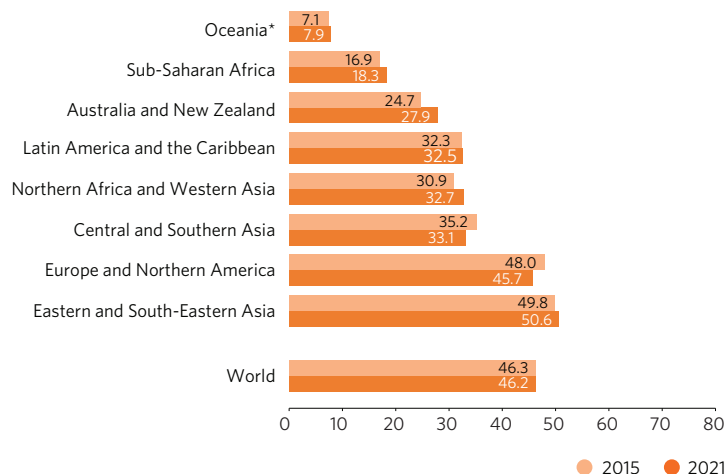 Oceania*
7.1
7.9
Sub-Saharan Africa
16.9
18.3
Australia and New Zealand
24.7
27.9
Latin America and the Caribbean
32.3
32.5
Northern Africa and Western Asia
30.9
32.7
Central and Southern Asia
35.2
33.1
Europe and Northern America
48.0
45.7
Eastern and South-Eastern Asia
49.8
50.6
World
46.3
46.2
0 10 20 30 40 50 60 70 80
2015 2021